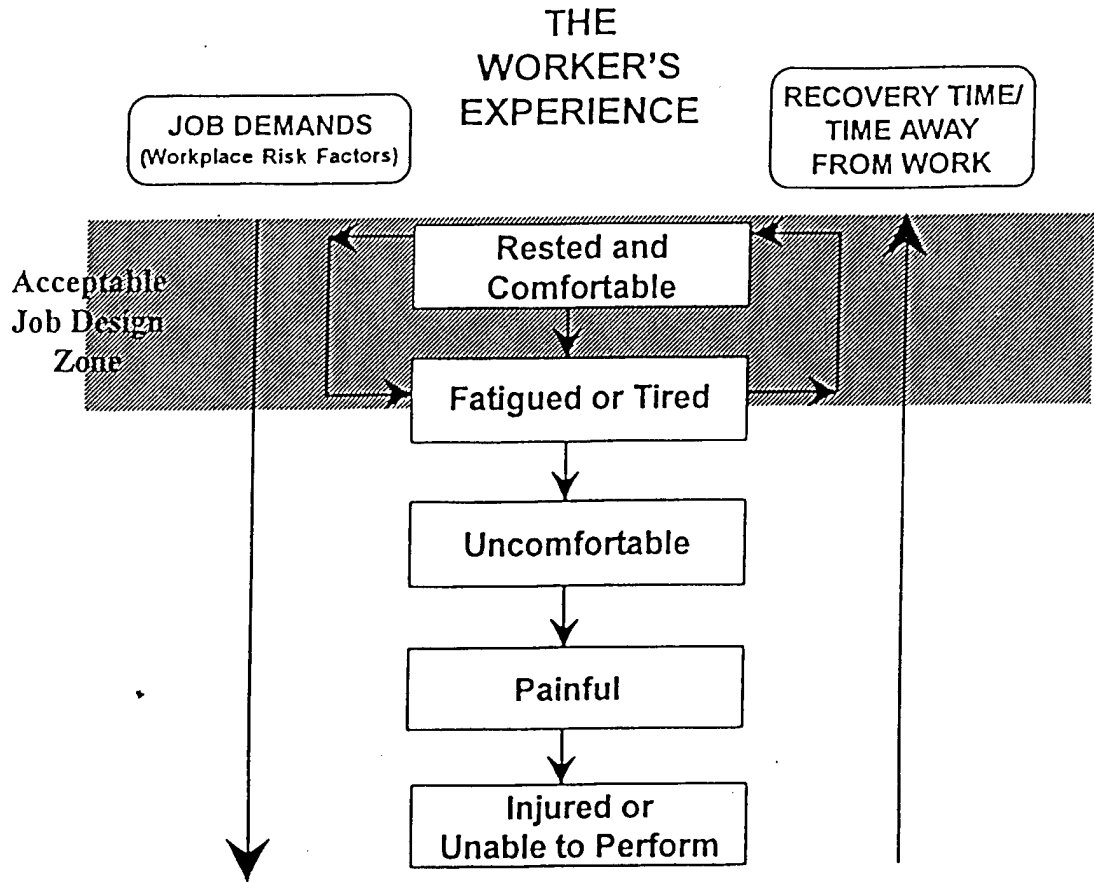 THE
WORKER'S
EXPERIENCE
JOB DEMANDS
(Workplace Risk Factors)
RECOVERY TIME/
TIME AWAY
FROM WORK
Acceptable
Job Design
Zone
Rested and
Comfortable
Fatigued or Tired
Uncomfortable
Painful
Injured or
Unable to Perform